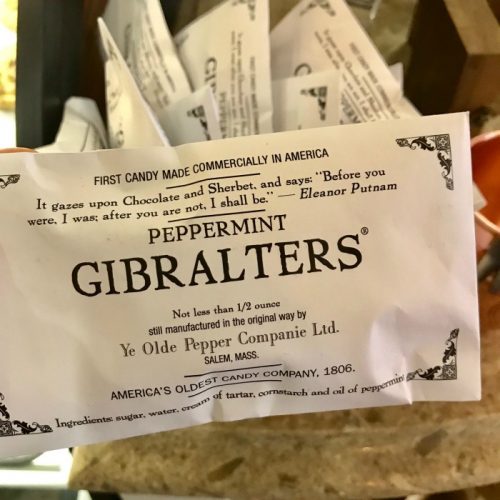 FIRST CANDY MADE COMMERCIALLY IN AMERICA
It gazes upon Chocolate and Sherbet, and says: "Before you
were, I was; after you are not, I shall be." — Eleanor Putnam
PEPPERMINT
GIBRALTERS®
Not less than 1/2 ounce
still manufactured in the original way by
Ye Olde Pepper Companie Ltd.
SALEM, MASS.
AMERICA'S OLDEST CANDY COMPANY, 1806.
Ingredients: sugar, water, cream of tartar, cornstarch and oil of peppermint